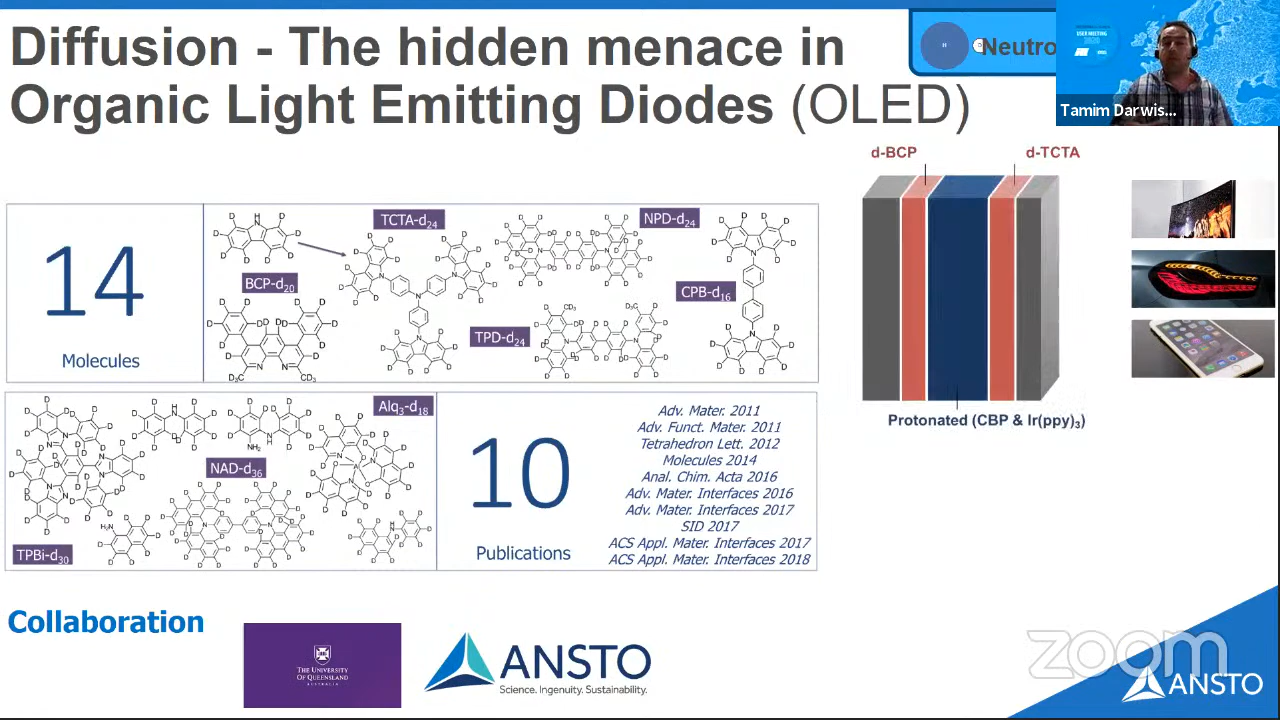 Diffusion - The hidden menace in
Organic Light Emitting Diodes (OLED)
H
Neutro
USER MEETING
Tamim Darwis...
d-BCP
d-TCTA
14
Molecules
TCTA-d24
NPD-d24
BCP-d20
CPB-d16
TPD-d24
Protonated (CBP & Ir(ppy)3)
Alq3-d18
NAD-d36
TPBi-d30
10
Publications
Adv. Mater. 2011
Adv. Funct. Mater. 2011
Tetrahedron Lett. 2012
Molecules 2014
Anal. Chim. Acta 2016
Adv. Mater. Interfaces 2016
Adv. Mater. Interfaces 2017
SID 2017
ACS Appl. Mater. Interfaces 2017
ACS Appl. Mater. Interfaces 2018
Collaboration
THE UNIVERSITY
OF QUEENSLAND
AUSTRALIA
ANSTO
Science. Ingenuity. Sustainability.
zoom
ANSTO